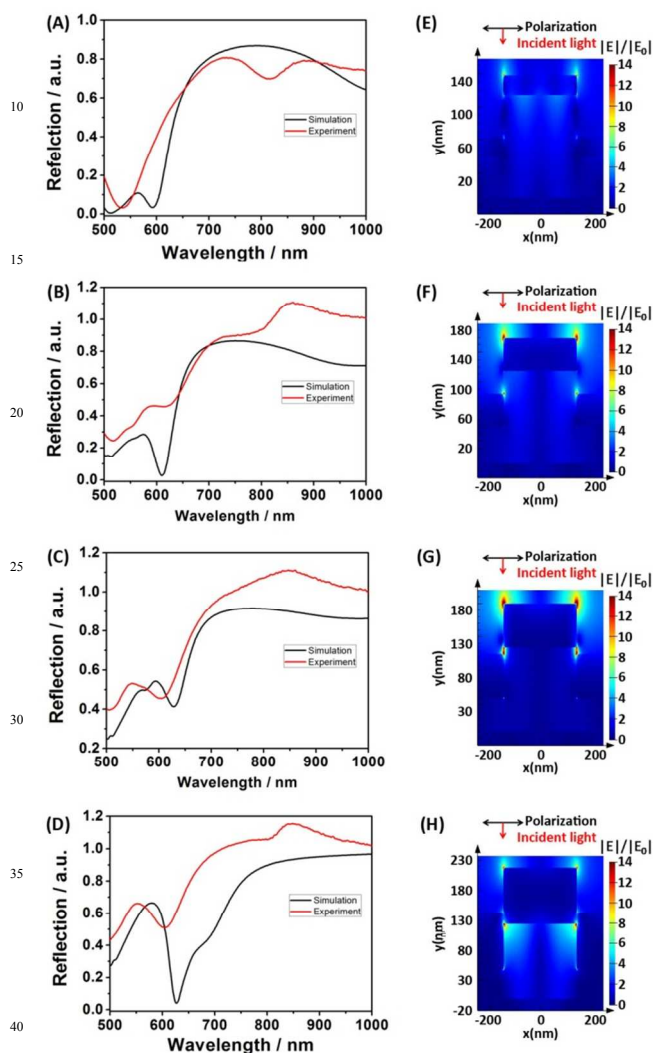 (A)
Refelction / a.u.
1.0
0.8
0.6
0.4
0.2
0.0
Simulation
Experiment
500 600 700 800 900 1000
Wavelength / nm
(E)
Polarization
Incident light
|E|/|E0|
y(nm)
140
100
60
20
14
12
10
8
6
4
2
0
-200 0 200
x(nm)
(B)
Reflection / a.u.
1.2
1.0
0.8
0.6
0.4
0.2
0.0
Simulation
Experiment
500 600 700 800 900 1000
Wavelength / nm
(F)
Polarization
Incident light
|E|/|E0|
y(nm)
180
140
100
60
20
14
12
10
8
6
4
2
0
-200 0 200
x(nm)
(C)
Reflection / a.u.
1.2
1.0
0.8
0.6
0.4
0.2
Simulation
Experiment
500 600 700 800 900 1000
Wavelength / nm
(G)
Polarization
Incident light
|E|/|E0|
y(nm)
180
130
80
30
14
12
10
8
6
4
2
0
-200 0 200
x(nm)
(D)
Reflection / a.u.
1.2
1.0
0.8
0.6
0.4
0.2
0.0
Simulation
Experiment
500 600 700 800 900 1000
Wavelength / nm
(H)
Polarization
Incident light
|E|/|E0|
y(nm)
230
180
130
80
30
-20
14
12
10
8
6
4
2
0
-200 0 200
x(nm)
10
15
20
25
30
35
40